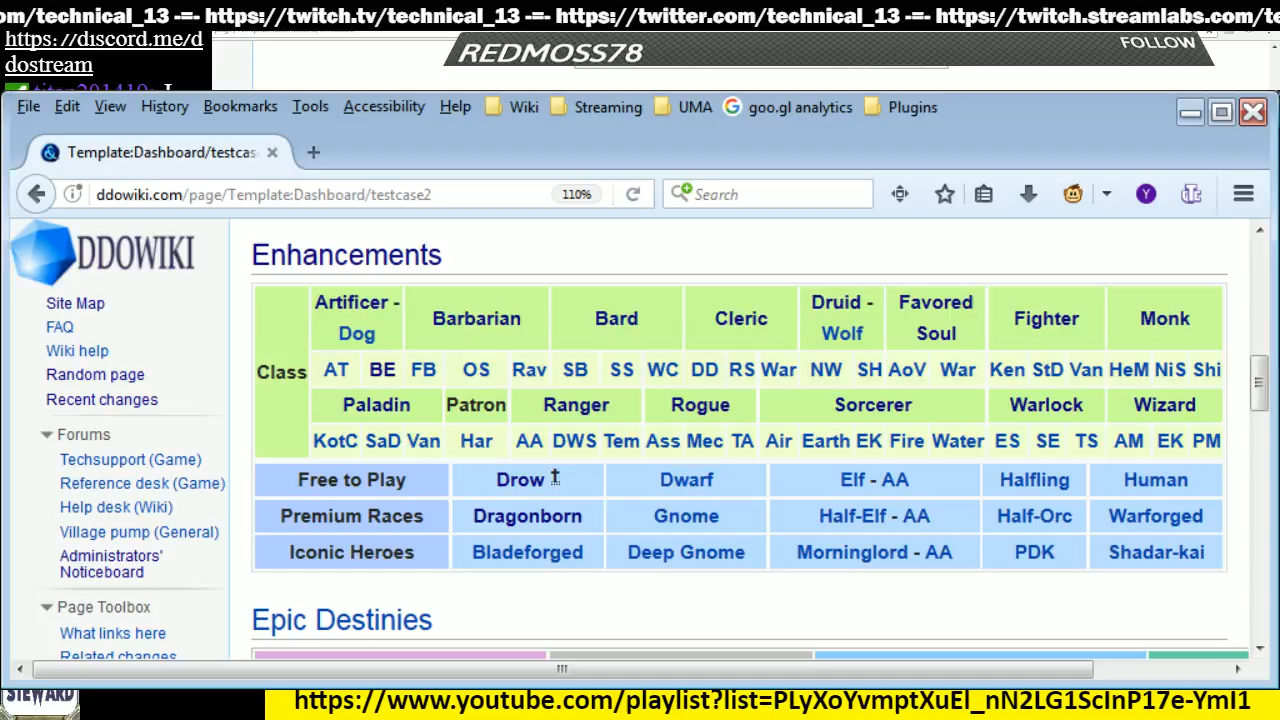 om/technical_13 -=- https://twitch.tv/technical_13 -=- https://twitter.com/technical_13 -=- https://twitch.streamlabs.com/te
https://discord.me/d
dostream
REDMOSS78
FOLLOW
File Edit View History Bookmarks Tools Accessibility Help Wiki Streaming UMA goo.gl analytics Plugins
Template:Dashboard/testcas
ddowiki.com/page/Template:Dashboard/testcase2 110% Search
DDOWIKI
Site Map
FAQ
Wiki help
Random page
Recent changes
Forums
Techsupport (Game)
Reference desk (Game)
Help desk (Wiki)
Village pump (General)
Administrators'
Noticeboard
Page Toolbox
What links here
Related changes
Enhancements
Class
Artificer - Dog Barbarian Bard Cleric Druid - Wolf Favored Soul Fighter Monk
AT BE FB OS Rav SB SS WC DD RS War NW SH AoV War Ken StD Van HeM NiS Shi
Paladin Patron Ranger Rogue Sorcerer Warlock Wizard
KotC SaD Van Har AA DWS Tem Ass Mec TA Air Earth EK Fire Water ES SE TS AM EK PM
Free to Play Drow Dwarf Elf - AA Halfling Human
Premium Races Dragonborn Gnome Half-Elf - AA Half-Orc Warforged
Iconic Heroes Bladeforged Deep Gnome Morninglord - AA PDK Shadar-kai
Epic Destinies
STEWARD
https://www.youtube.com/playlist?list=PLyXoYvmptXuEl_nN2LG1ScInP17e-YmI1